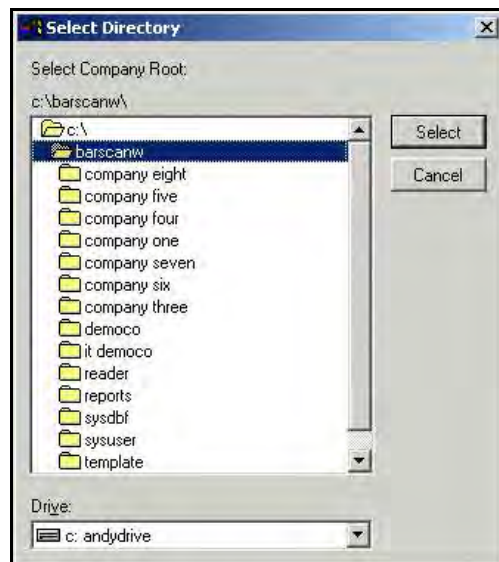 Select Directory
Select Company Root:
c:\barscanw\
c:\
barscanw
company eight
company five
company four
company one
company seven
company six
company three
democo
it democo
reader
reports
sysdbf
sysuser
template
Select
Cancel
Drive:
c: andydrive